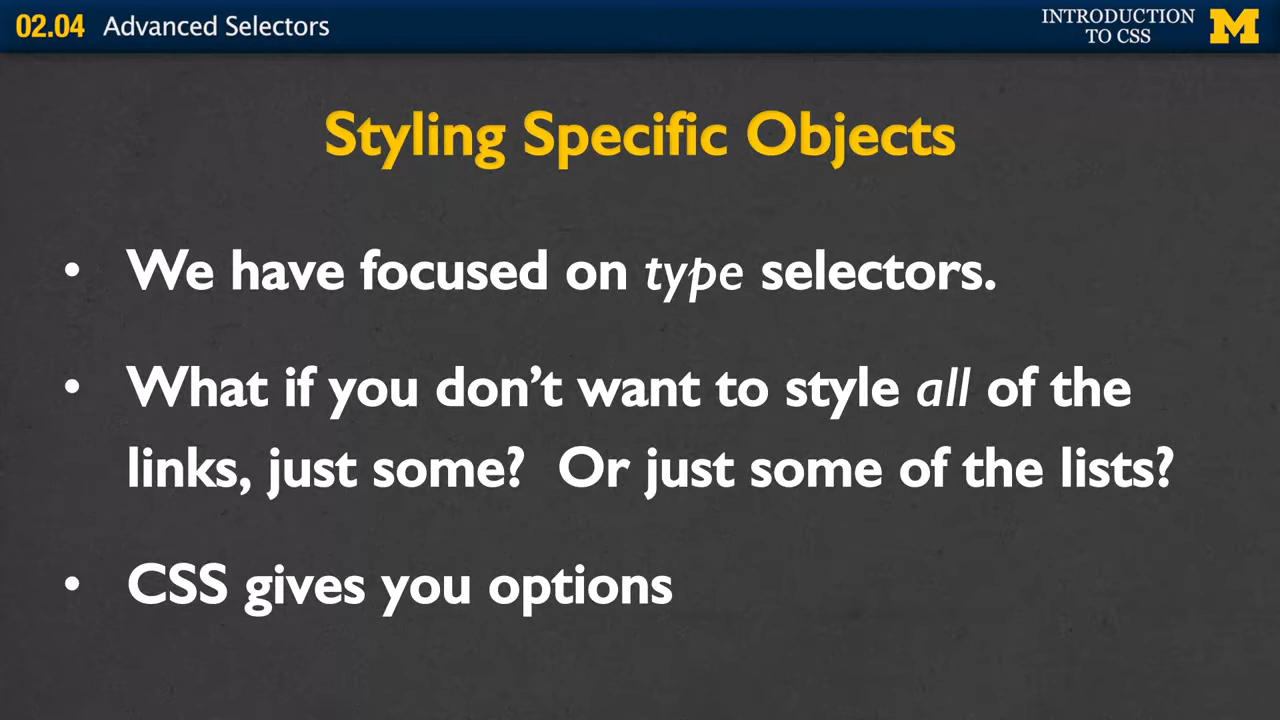 02.04 Advanced Selectors
INTRODUCTION
TO CSS
M
Styling Specific Objects
• We have focused on type selectors.
• What if you don’t want to style all of the
links, just some?  Or just some of the lists?
• CSS gives you options